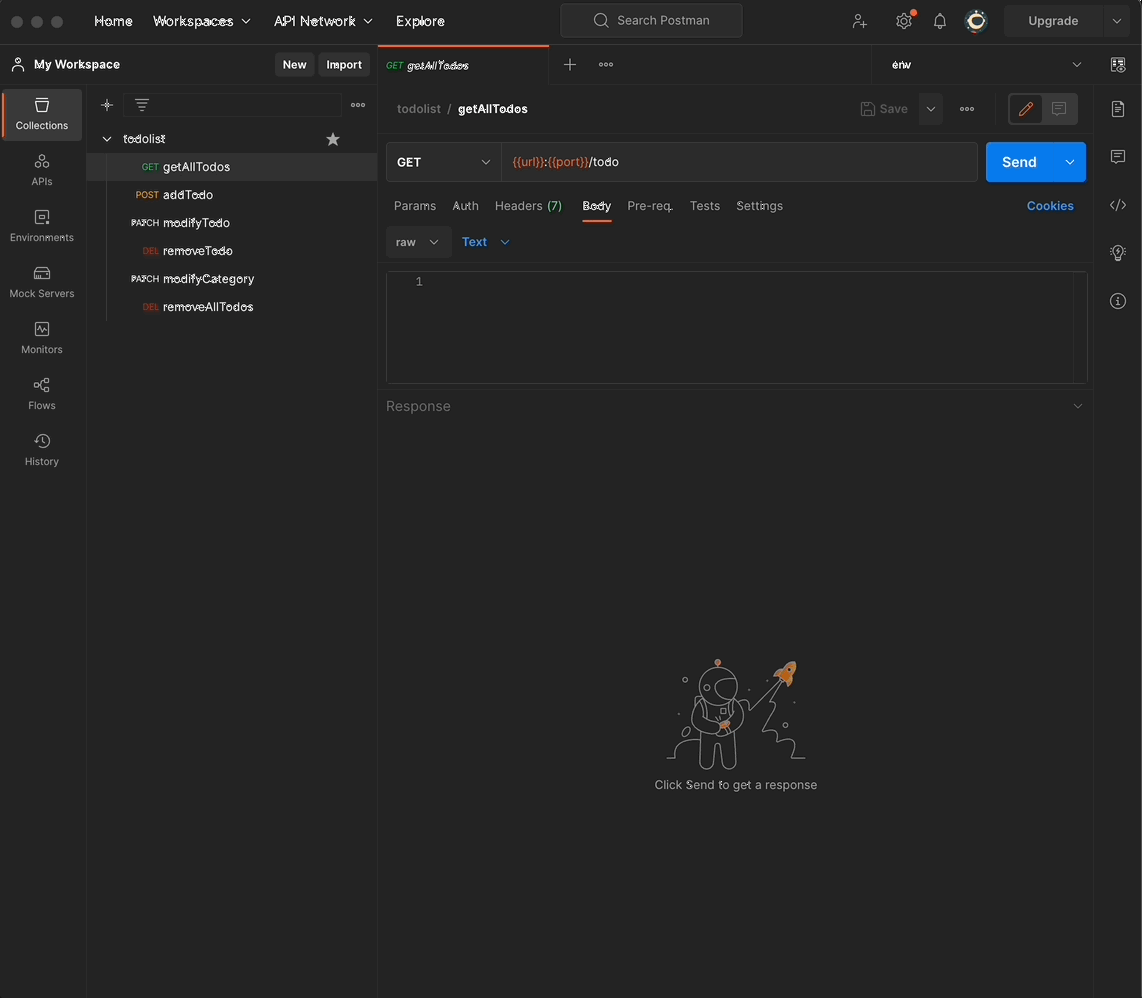 Home Workspaces API Network Explore Search Postman Upgrade
My Workspace New Import GET getAllTodos env
Collections
APIs
Environments
Mock Servers
Monitors
Flows
History
todolist
GET getAllTodos
POST addTodo
PATCH modifyTodo
DEL removeTodo
PATCH modifyCategory
DEL removeAllTodos
todolist / getAllTodos Save
GET {{url}}:{{port}}/todo Send
Params Auth Headers (7) Body Pre-req. Tests Settings Cookies
raw Text
1
Response
Click Send to get a response